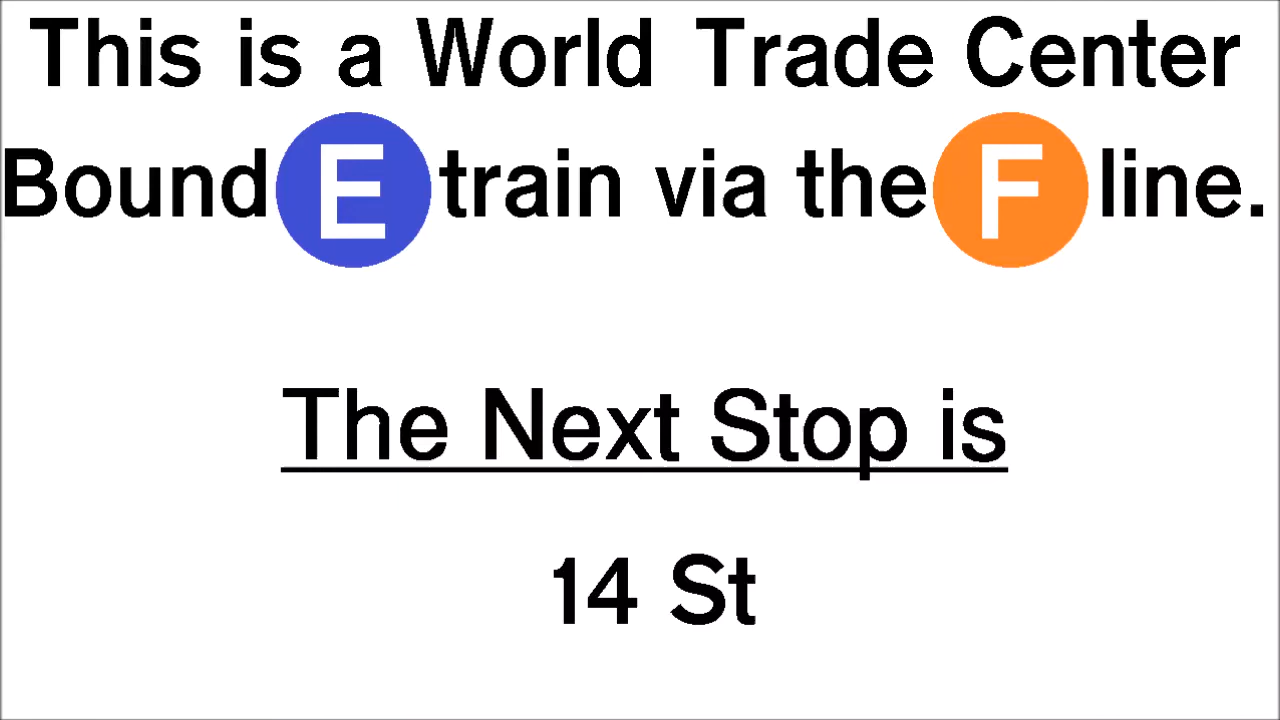 This is a World Trade Center
Bound E train via the F line.
The Next Stop is
14 St